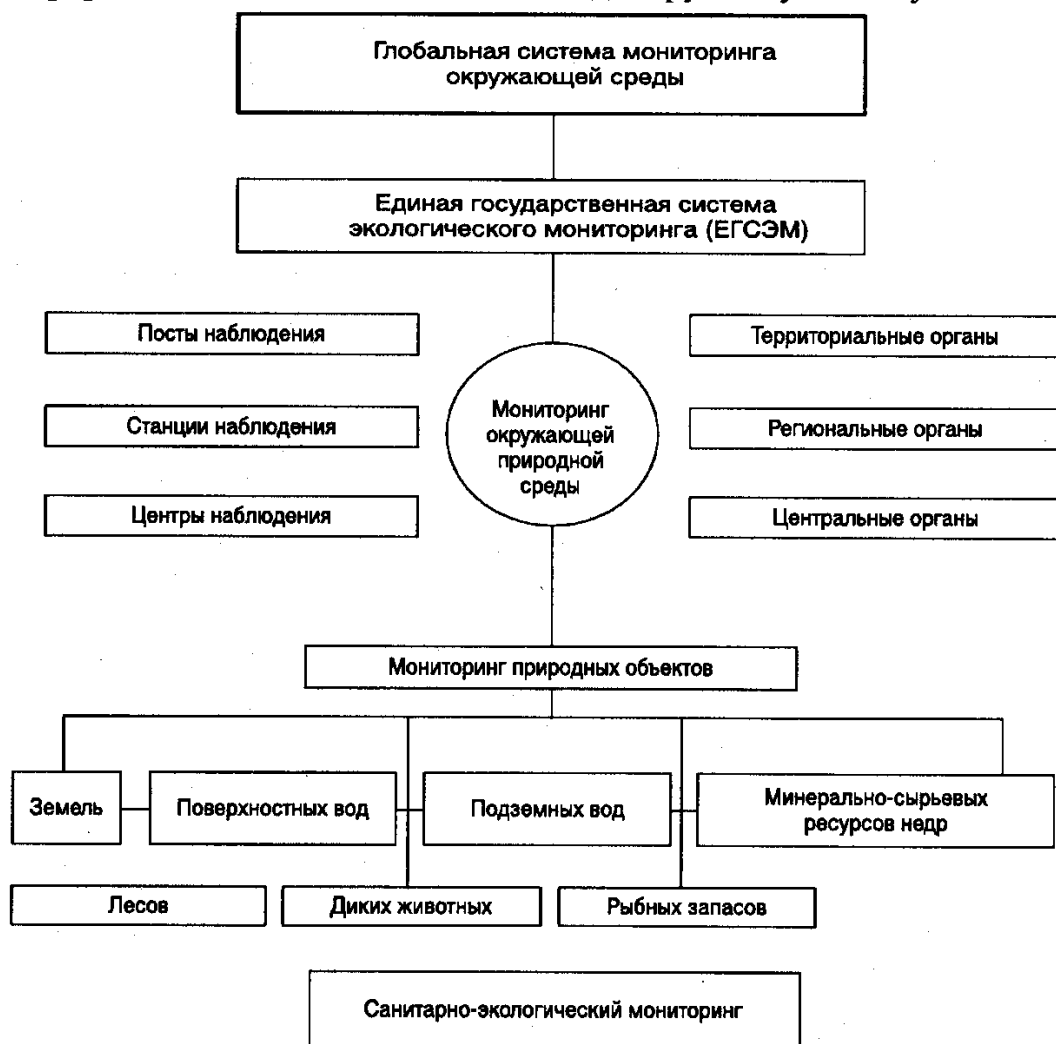 Глобальная система мониторинга
окружающей среды
Единая государственная система
экологического мониторинга (ЕГСЭМ)
Посты наблюдения
Территориальные органы
Мониторинг
окружающей
природной
среды
Станции наблюдения
Региональные органы
Центры наблюдения
Центральные органы
Мониторинг природных объектов
Земель
Поверхностных вод
Подземных вод
Минерально-сырьевых
ресурсов недр
Лесов
Диких животных
Рыбных запасов
Санитарно-экологический мониторинг